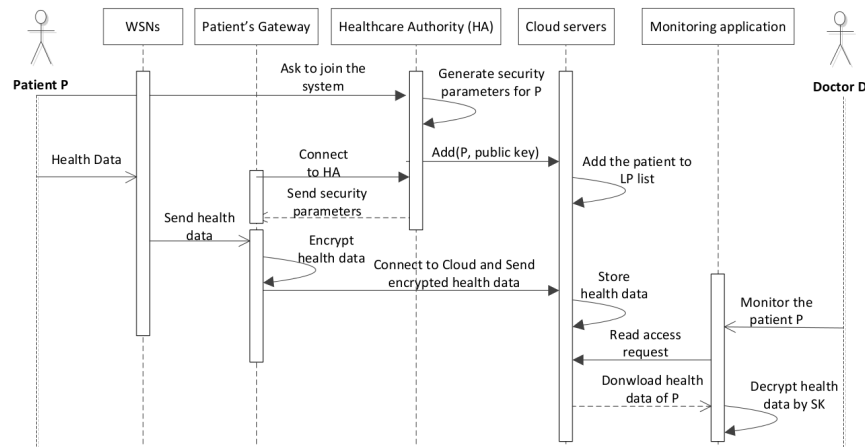 WSNs
Patient's Gateway
Healthcare Authority (HA)
Cloud servers
Monitoring application
Patient P
Doctor D
Ask to join the
system
Generate security
parameters for P
Health Data
Connect
to HA
Add(P, public key)
Add the patient to
LP list
Send security
parameters
Send health
data
Encrypt
health data
Connect to Cloud and Send
encrypted health data
Store
health data
Monitor the
patient P
Read access
request
Donwload health
data of P
Decrypt health
data by SK